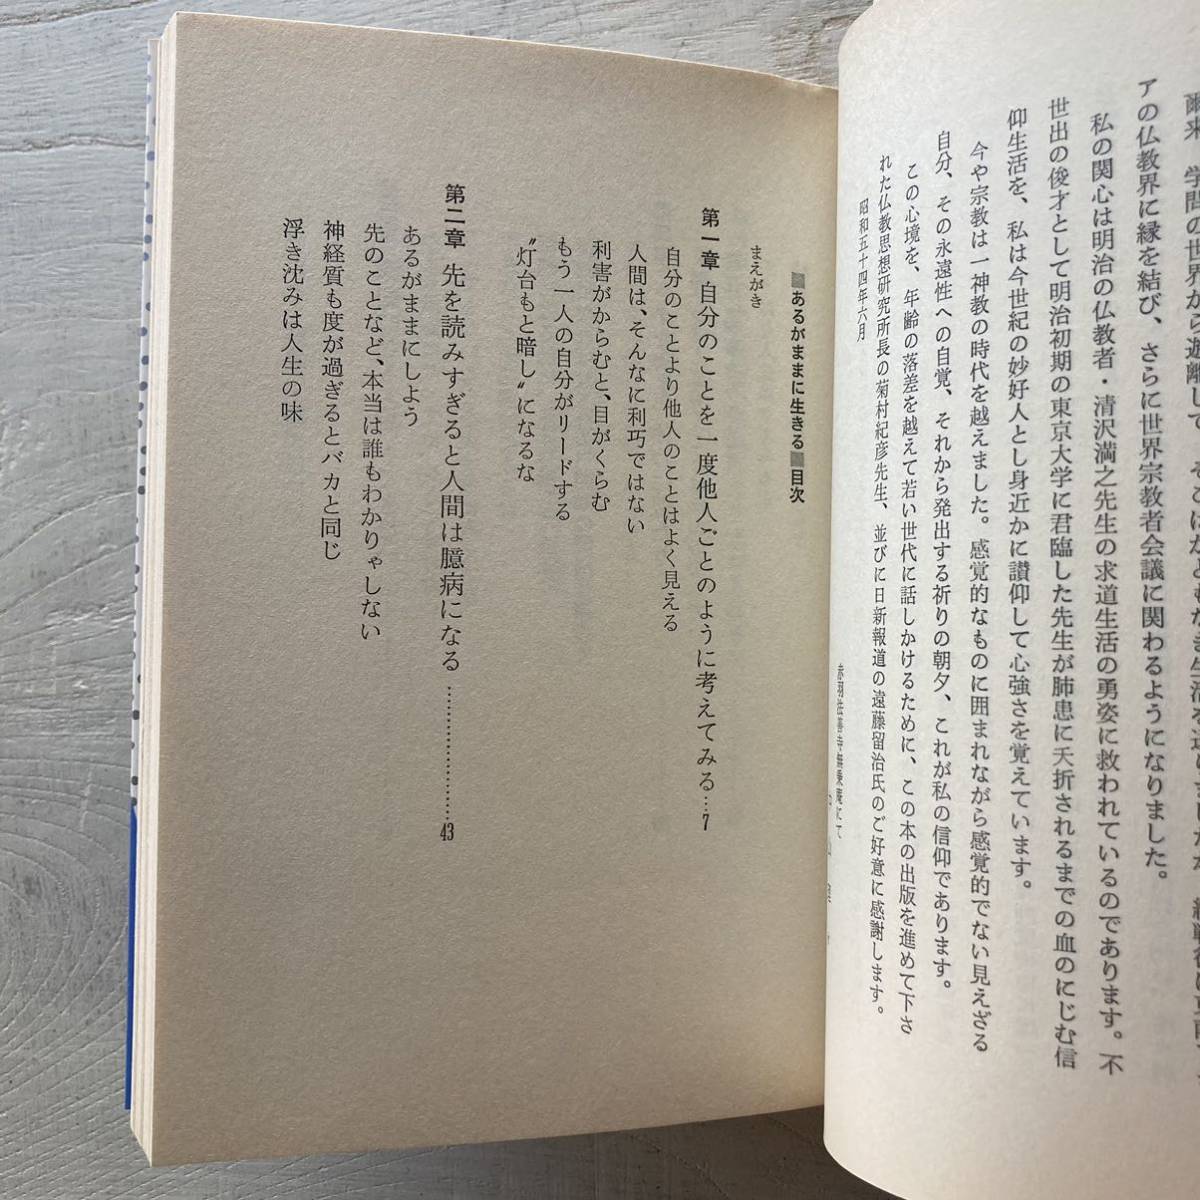 アの仏教界に縁を結び、さらに世界宗教者会議に関わるようになりました。
私の関心は明治の仏教者・清沢満之先生の求道生活の勇姿に救われているのであります。不
世出の俊才として明治初期の東京大学に君臨した先生が肺患に夭折されるまでの血のにじむ信
仰生活を、私は今世紀の妙好人とし身近かに讃仰して心強さを覚えています。
今や宗教は一神教の時代を越えました。感覚的なものに囲まれながら感覚的でない見えざる
自分、その永遠性への自覚、それから発出する祈りの朝夕、これが私の信仰であります。
この心境を、年齢の落差を越えて若い世代に話しかけるために、この本の出版を進めて下さ
れた仏教思想研究所長の菊村紀彦先生、並びに日新報道の遠藤留治氏のご好意に感謝します。
昭和五十四年六月
赤羽法善寺無乗庵にて
■あるがままに生きる■目次
まえがき
第一章 自分のことを一度他人ごとのように考えてみる…7
自分のことより他人のことはよく見える
人間は、そんなに利巧ではない
利害がからむと、目がくらむ
もう一人の自分がリードする
“灯台もと暗し”になるな
第二章 先を読みすぎると人間は臆病になる………………43
あるがままにしよう
先のことなど、本当は誰もわかりゃしない
神経質も度が過ぎるとバカと同じ
浮き沈みは人生の味